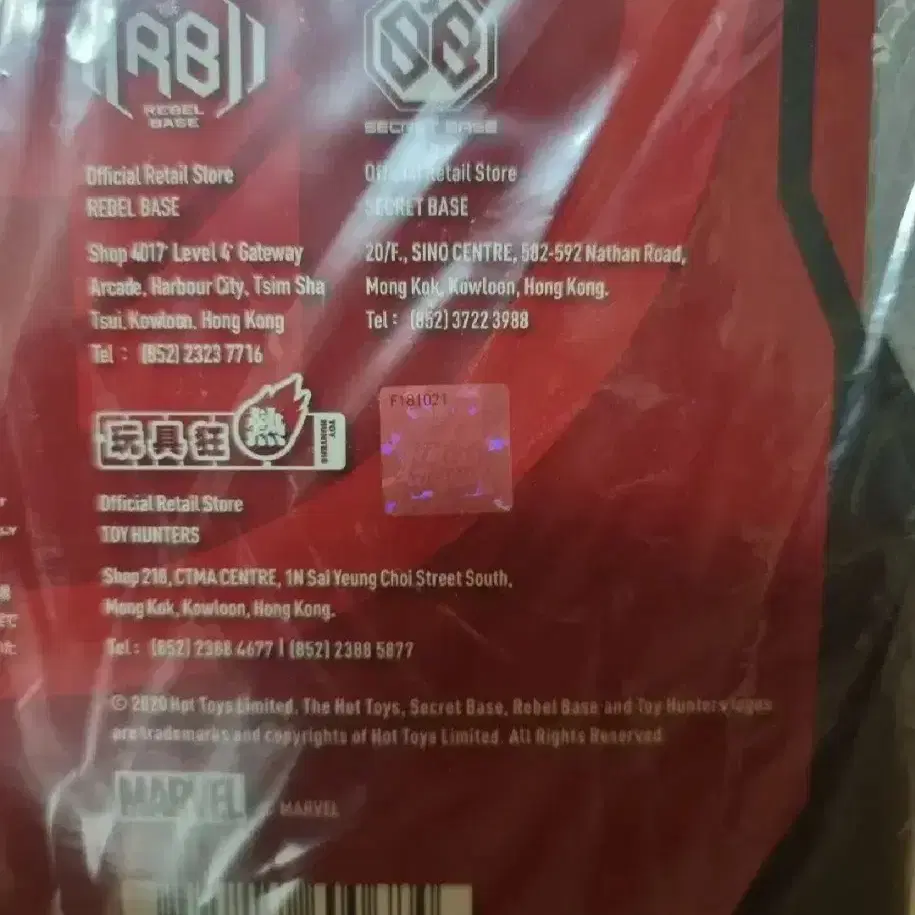 RB
REBEL
BASE
SB
SECRET BASE
Official Retail Store
REBEL BASE
Shop 4017 Level 4 Gateway
Arcade, Harbour City, Tsim Sha
Tsui, Kowloon, Hong Kong
Tel : (852) 2323 7716
Official Retail Store
SECRET BASE
20/F., SINO CENTRE, 582-592 Nathan Road,
Mong Kok, Kowloon, Hong Kong.
Tel : (852) 3722 3988
玩具狂熱
TOY
HUNTERS
F181021
Official Retail Store
TOY HUNTERS
Shop 218, CTMA CENTRE, 1N Sai Yeung Choi Street South,
Mong Kok, Kowloon, Hong Kong.
Tel : (852) 2388 4677 | (852) 2388 5877
© 2020 Hot Toys Limited. The Hot Toys, Secret Base, Rebel Base and Toy Hunters logos
are trademarks and copyrights of Hot Toys Limited. All Rights Reserved
MARVEL
MARVEL